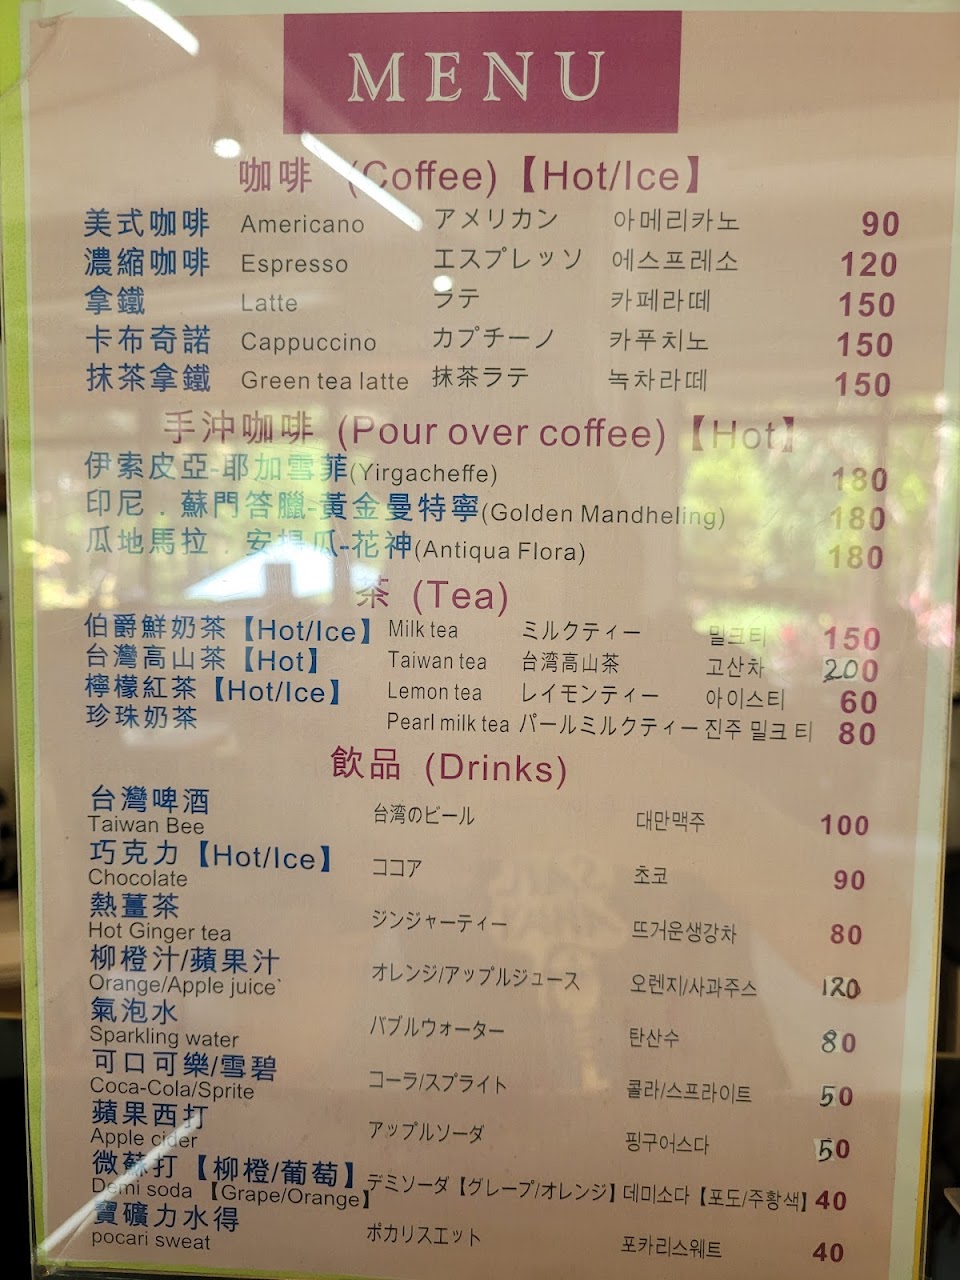 MENU
咖啡 (Coffee)【Hot/Ice】
美式咖啡 Americano アメリカン 아메리카노 90
濃縮咖啡 Espresso エスプレッソ 에스프레소 120
拿鐵 Latte ラテ 카페라떼 150
卡布奇諾 Cappuccino カプチーノ 카푸치노 150
抹茶拿鐵 Green tea latte 抹茶ラテ 녹차라떼 150
手沖咖啡 (Pour over coffee)【Hot】
伊索皮亞-耶加雪菲(Yirgacheffe) 180
印尼．蘇門答臘-黃金曼特寧(Golden Mandheling) 180
瓜地馬拉．安提瓜-花神(Antiqua Flora) 180
茶 (Tea)
伯爵鮮奶茶【Hot/Ice】 Milk tea ミルクティー 밀크티 150
台灣高山茶【Hot】 Taiwan tea 台湾高山茶 고산차 200
檸檬紅茶【Hot/Ice】 Lemon tea レイモンティー 아이스티 60
珍珠奶茶 Pearl milk tea パールミルクティー 진주 밀크 티 80
飲品 (Drinks)
台灣啤酒
Taiwan Bee 台湾のビール 대만맥주 100
巧克力【Hot/Ice】
Chocolate ココア 초코 90
熱薑茶
Hot Ginger tea ジンジャーティー 뜨거운생강차 80
柳橙汁/蘋果汁
Orange/Apple juice` オレンジ/アップルジュース 오렌지/사과주스 120
氣泡水
Sparkling water バブルウォーター 탄산수 80
可口可樂/雪碧
Coca-Cola/Sprite コーラ/スプライト 콜라/스프라이트 50
蘋果西打
Apple cider アップルソーダ 핑구어스다 50
微蘇打【柳橙/葡萄】
Demi soda 【Grape/Orange】 デミソーダ【グレープ/オレンジ】 데미소다【포도/주황색】 40
寶礦力水得
pocari sweat ポカリスエット 포카리스웨트 40